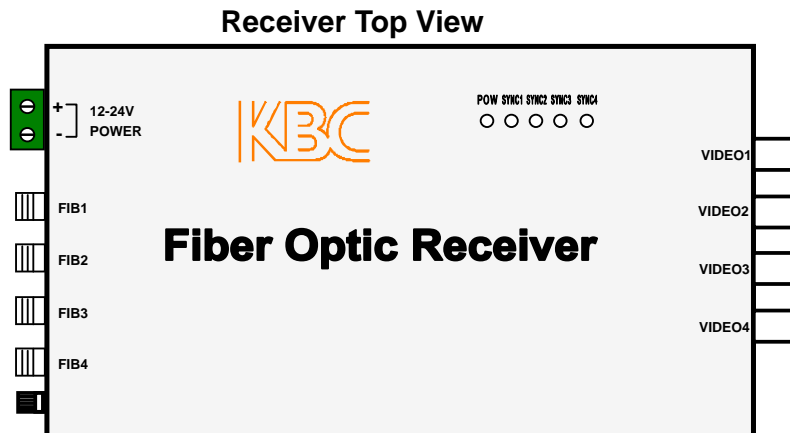 Receiver Top View
POW SYNC1 SYNC2 SYNC3 SYNC4
KBC
+ 12-24V
- POWER
VIDEO1
FIB1
VIDEO2
Fiber Optic Receiver
FIB2
VIDEO3
FIB3
VIDEO4
FIB4